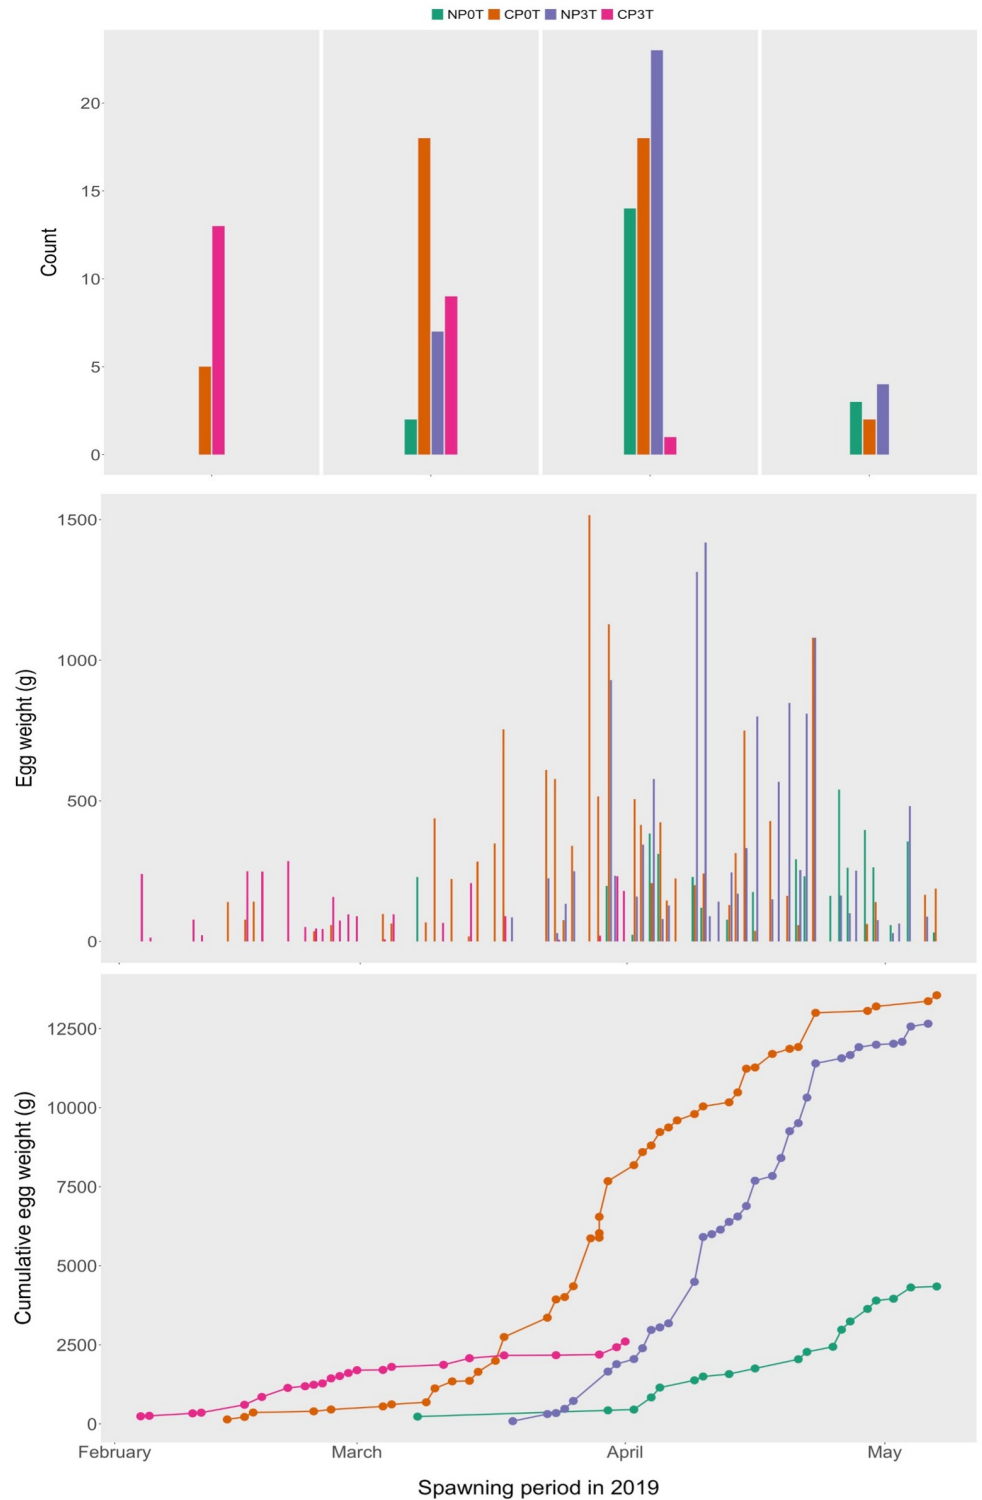 NP0T CP0T NP3T CP3T
20
15
10
5
0
Count
1500
1000
500
0
Egg weight (g)
12500
10000
7500
5000
2500
0
Cumulative egg weight (g)
February March April May
Spawning period in 2019